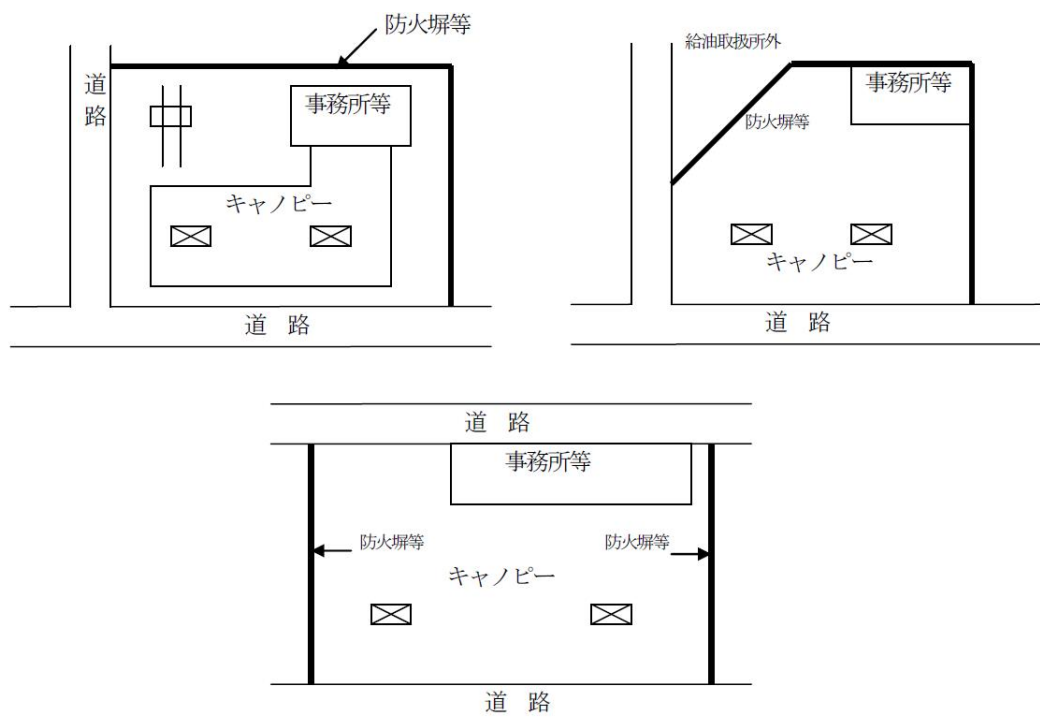 防火塀等
道
路
事務所等
キャノピー
道 路
給油取扱所外
事務所等
防火塀等
キャノピー
道 路
道 路
事務所等
防火塀等
防火塀等
キャノピー
道 路